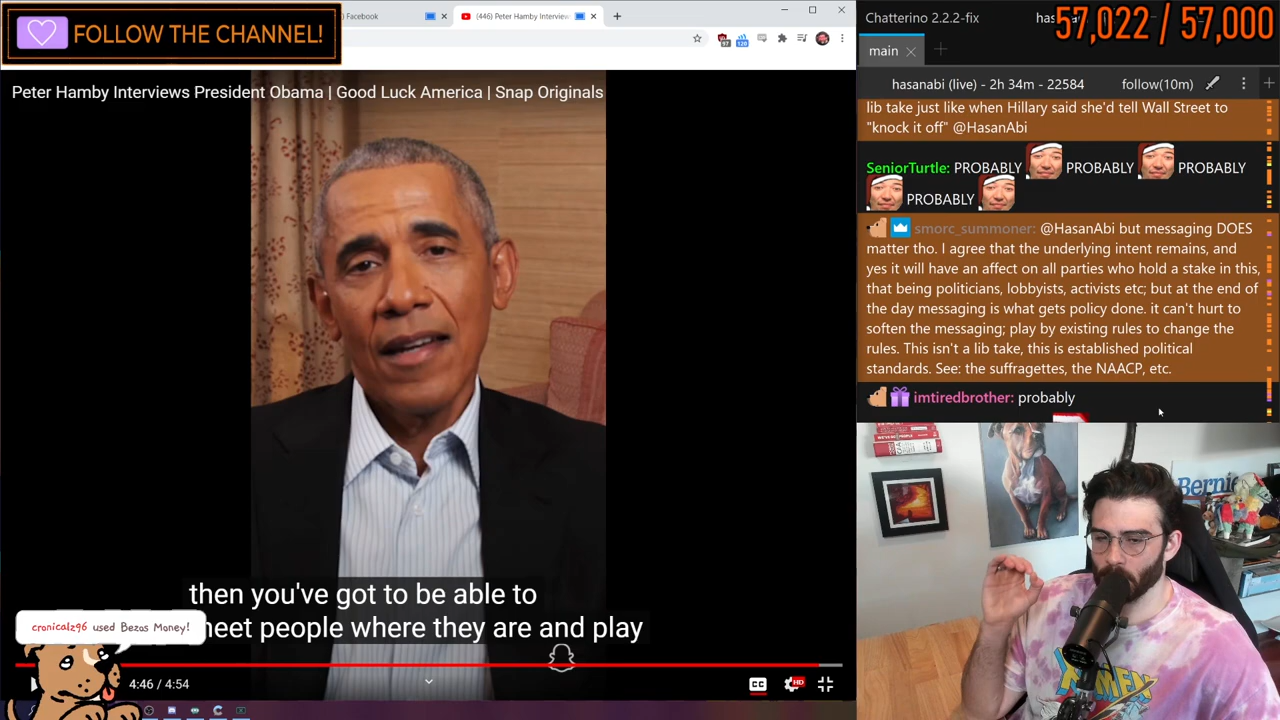 FOLLOW THE CHANNEL!
Facebook
(446) Peter Hamby Interview
Peter Hamby Interviews President Obama | Good Luck America | Snap Originals
then you've got to be able to
meet people where they are and play
cronicalz96 used Bezos Money!
4:46 / 4:54
CC
HD
Chatterino 2.2.2-fix
57,022 / 57,000
main
hasanabi (live) - 2h 34m - 22584
follow(10m)
lib take just like when Hillary said she'd tell Wall Street to
"knock it off" @HasanAbi
SeniorTurtle: PROBABLY PROBABLY PROBABLY
PROBABLY
smorc_summoner: @HasanAbi but messaging DOES
matter tho. I agree that the underlying intent remains, and
yes it will have an affect on all parties who hold a stake in this,
that being politicians, lobbyists, activists etc; but at the end of
the day messaging is what gets policy done. it can't hurt to
soften the messaging; play by existing rules to change the
rules. This isn't a lib take, this is established political
standards. See: the suffragettes, the NAACP, etc.
imtiredbrother: probably
Bernie